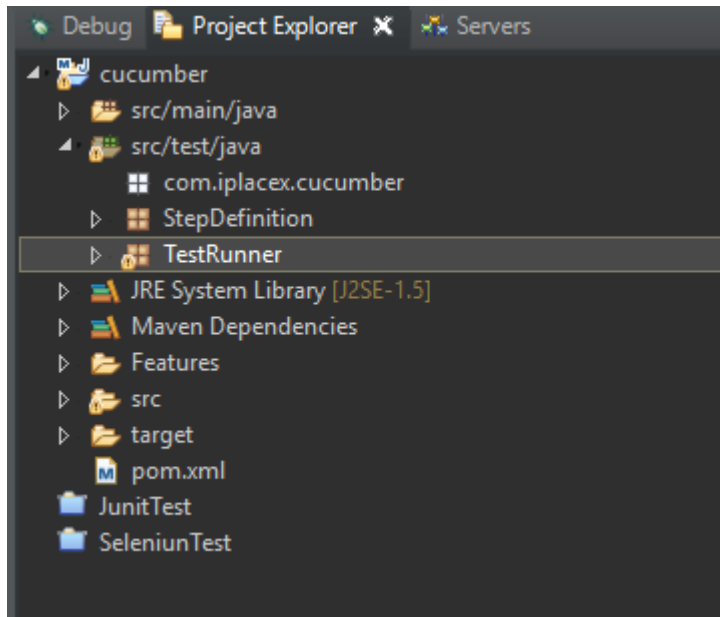 Debug Project Explorer Servers
cucumber
src/main/java
src/test/java
com.iplacex.cucumber
StepDefinition
TestRunner
JRE System Library [J2SE-1.5]
Maven Dependencies
Features
src
target
pom.xml
JunitTest
SeleniunTest